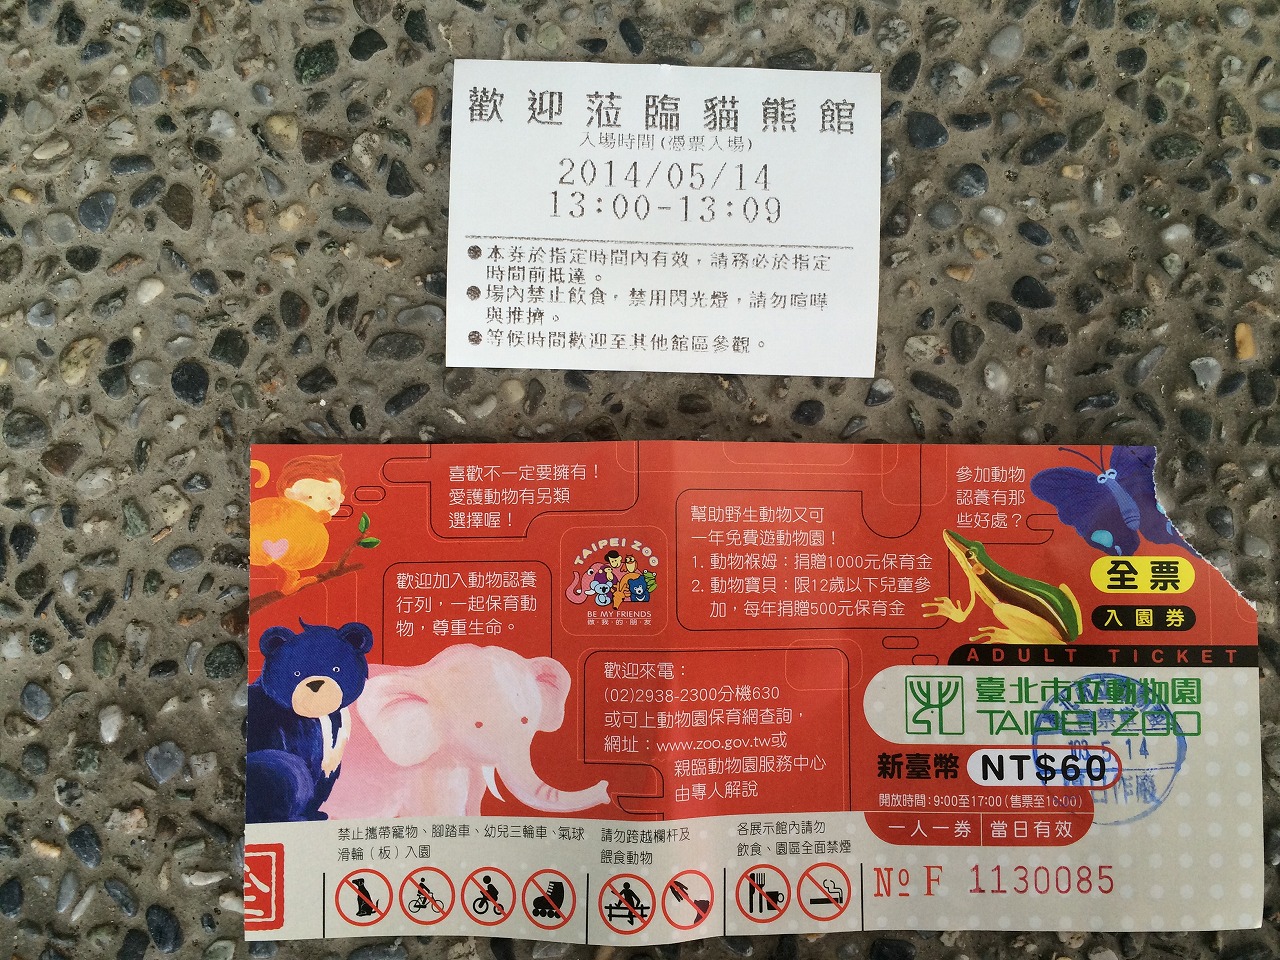 歡迎蒞臨貓熊館
入場時間(憑票入場)
2014/05/14
13:00-13:09
●本券於指定時間內有效，請務必於指定
時間前抵達。
●場內禁止飲食，禁用閃光燈，請勿喧嘩
與推擠。
●等候時間歡迎至其他館區參觀。
喜歡不一定要擁有！
愛護動物有另類
選擇喔！
歡迎加入動物認養
行列，一起保育動
物，尊重生命。
TAIPEI ZOO
BE MY FRIENDS
做・我・的・朋・友
幫助野生動物又可
一年免費遊動物園！
1. 動物褓姆：捐贈1000元保育金
2. 動物寶貝：限12歲以下兒童參
加，每年捐贈500元保育金
參加動物
認養有那
些好處？
歡迎來電：
(02)2938-2300分機630
或可上動物園保育網查詢，
網址：www.zoo.gov.tw或
親臨動物園服務中心
由專人解說
全票
入園券
ADULT TICKET
臺北市立動物園
TAIPEI ZOO
新臺幣 NT$60
103. 5. 14
開放時間：9:00至17:00(售票至16:00)
一人一券 當日有效
No F 1130085
禁止攜帶寵物、腳踏車、幼兒三輪車、氣球
滑輪（板）入園
請勿跨越欄杆及
餵食動物
各展示館內請勿
飲食、園區全面禁煙